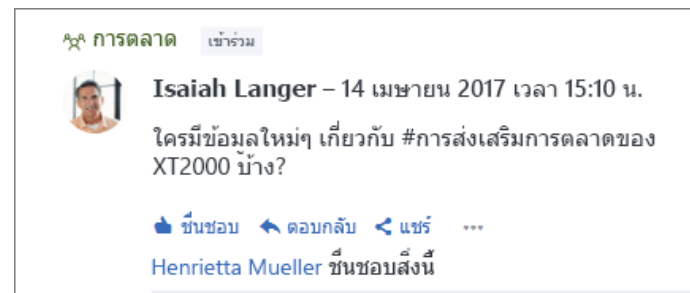 การตลาด เข้าร่วม
Isaiah Langer – 14 เมษายน 2017 เวลา 15:10 น.
ใครมีข้อมูลใหม่ๆ เกี่ยวกับ #การส่งเสริมการตลาดของ
XT2000 บ้าง?
ชื่นชอบ ตอบกลับ แชร์ ...
Henrietta Mueller ชื่นชอบสิ่งนี้